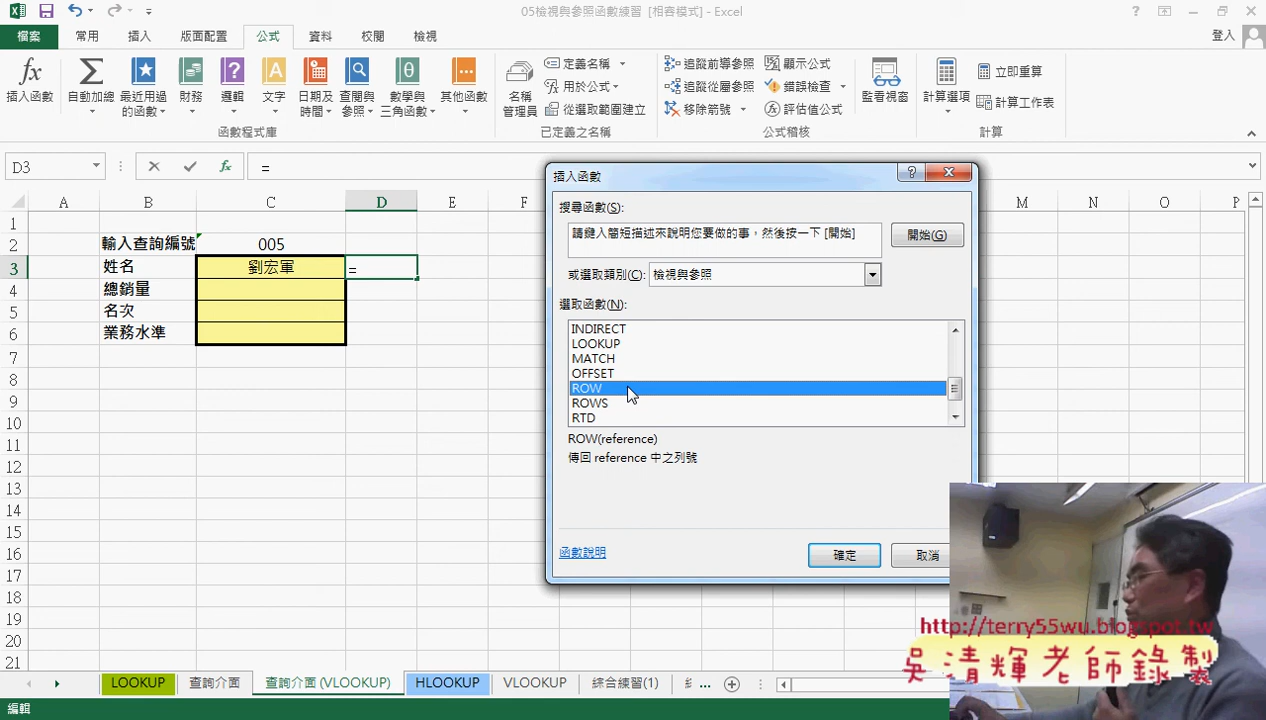 05檢視與參照函數練習 [相容模式] - Excel
檔案 常用 插入 版面配置 公式 資料 校閱 檢視 登入
插入函數 自動加總 最近用過的函數 財務 邏輯 文字 日期及時間 查閱與參照 數學與三角函數 其他函數
函數程式庫
名稱管理員 定義名稱 用於公式 從選取範圍建立
已定義之名稱
追蹤前導參照 追蹤從屬參照 移除箭號 顯示公式 錯誤檢查 評估值公式
公式稽核
監看視窗 計算選項 立即重算 計算工作表
計算
D3 fx =
A B C D E F M N O P
1
2 輸入查詢編號 005
3 姓名 劉宏軍 =
4 總銷量
5 名次
6 業務水準
7
8
9
10
11
12
13
14
15
16
17
18
19
20
21
插入函數
搜尋函數(S):
請鍵入簡短描述來說明您要做的事，然後按一下 [開始]
開始(G)
或選取類別(C): 檢視與參照
選取函數(N):
INDIRECT
LOOKUP
MATCH
OFFSET
ROW
ROWS
RTD
ROW(reference)
傳回 reference 中之列號
函數說明 確定 取消
http://terry55wu.blogspot.tw
吳清輝老師錄製
LOOKUP 查詢介面 查詢介面 (VLOOKUP) HLOOKUP VLOOKUP 綜合練習(1) ...
編輯